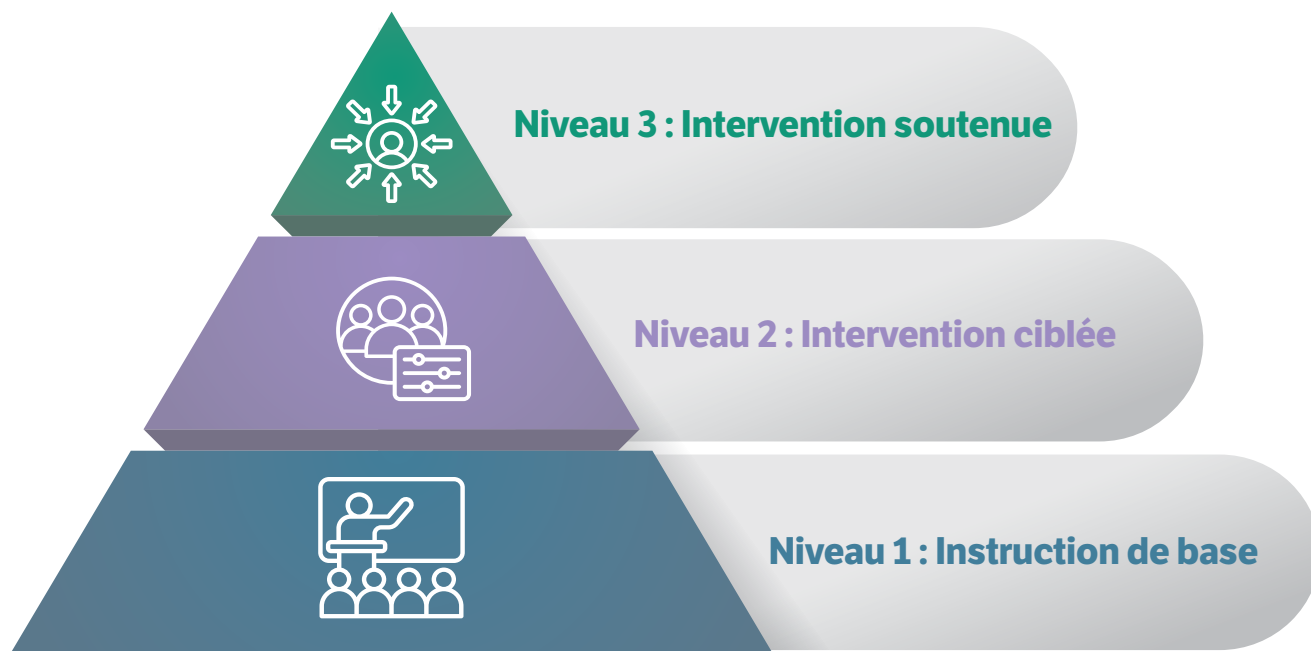 Niveau 3 : Intervention soutenue
Niveau 2 : Intervention ciblée
Niveau 1 : Instruction de base